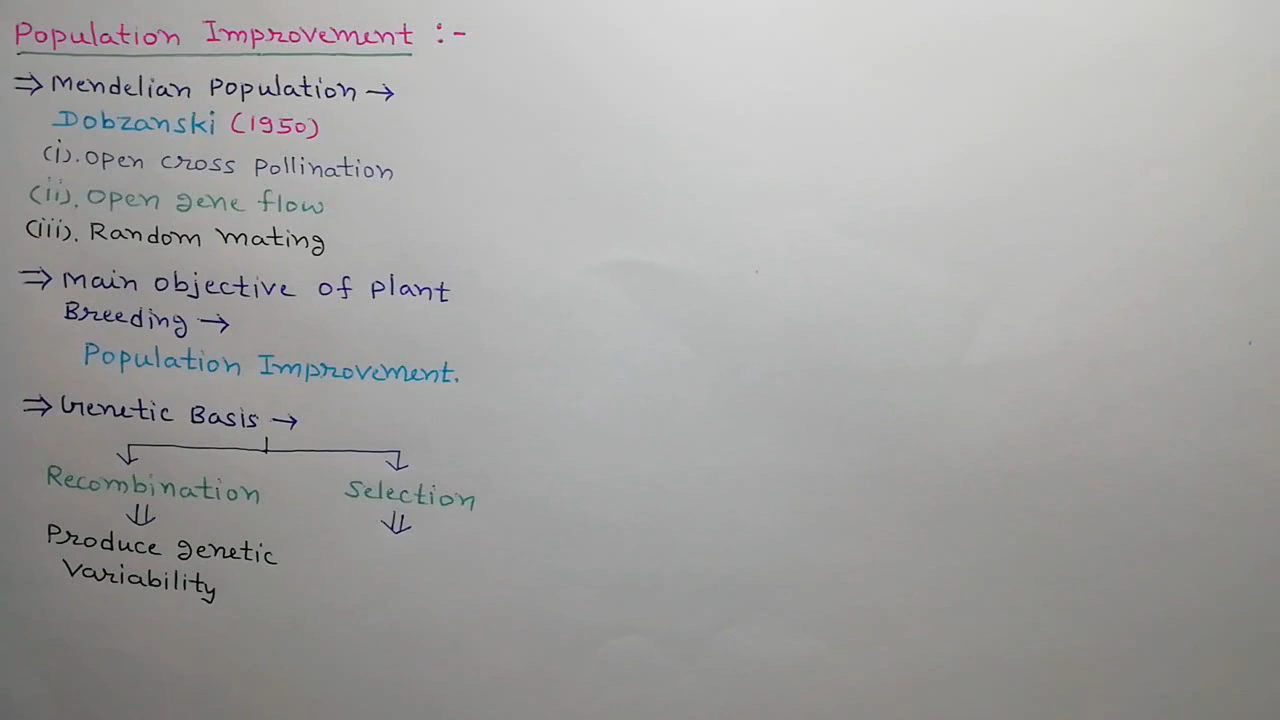 Population Improvement :-
⇒ Mendelian Population →
Dobzanski (1950)
(i). Open cross pollination
(ii). Open gene flow
(iii). Random mating
⇒ Main objective of plant
Breeding →
Population Improvement.
⇒ Genetic Basis →
Recombination Selection
⇓ ⇓
Produce genetic
Variability